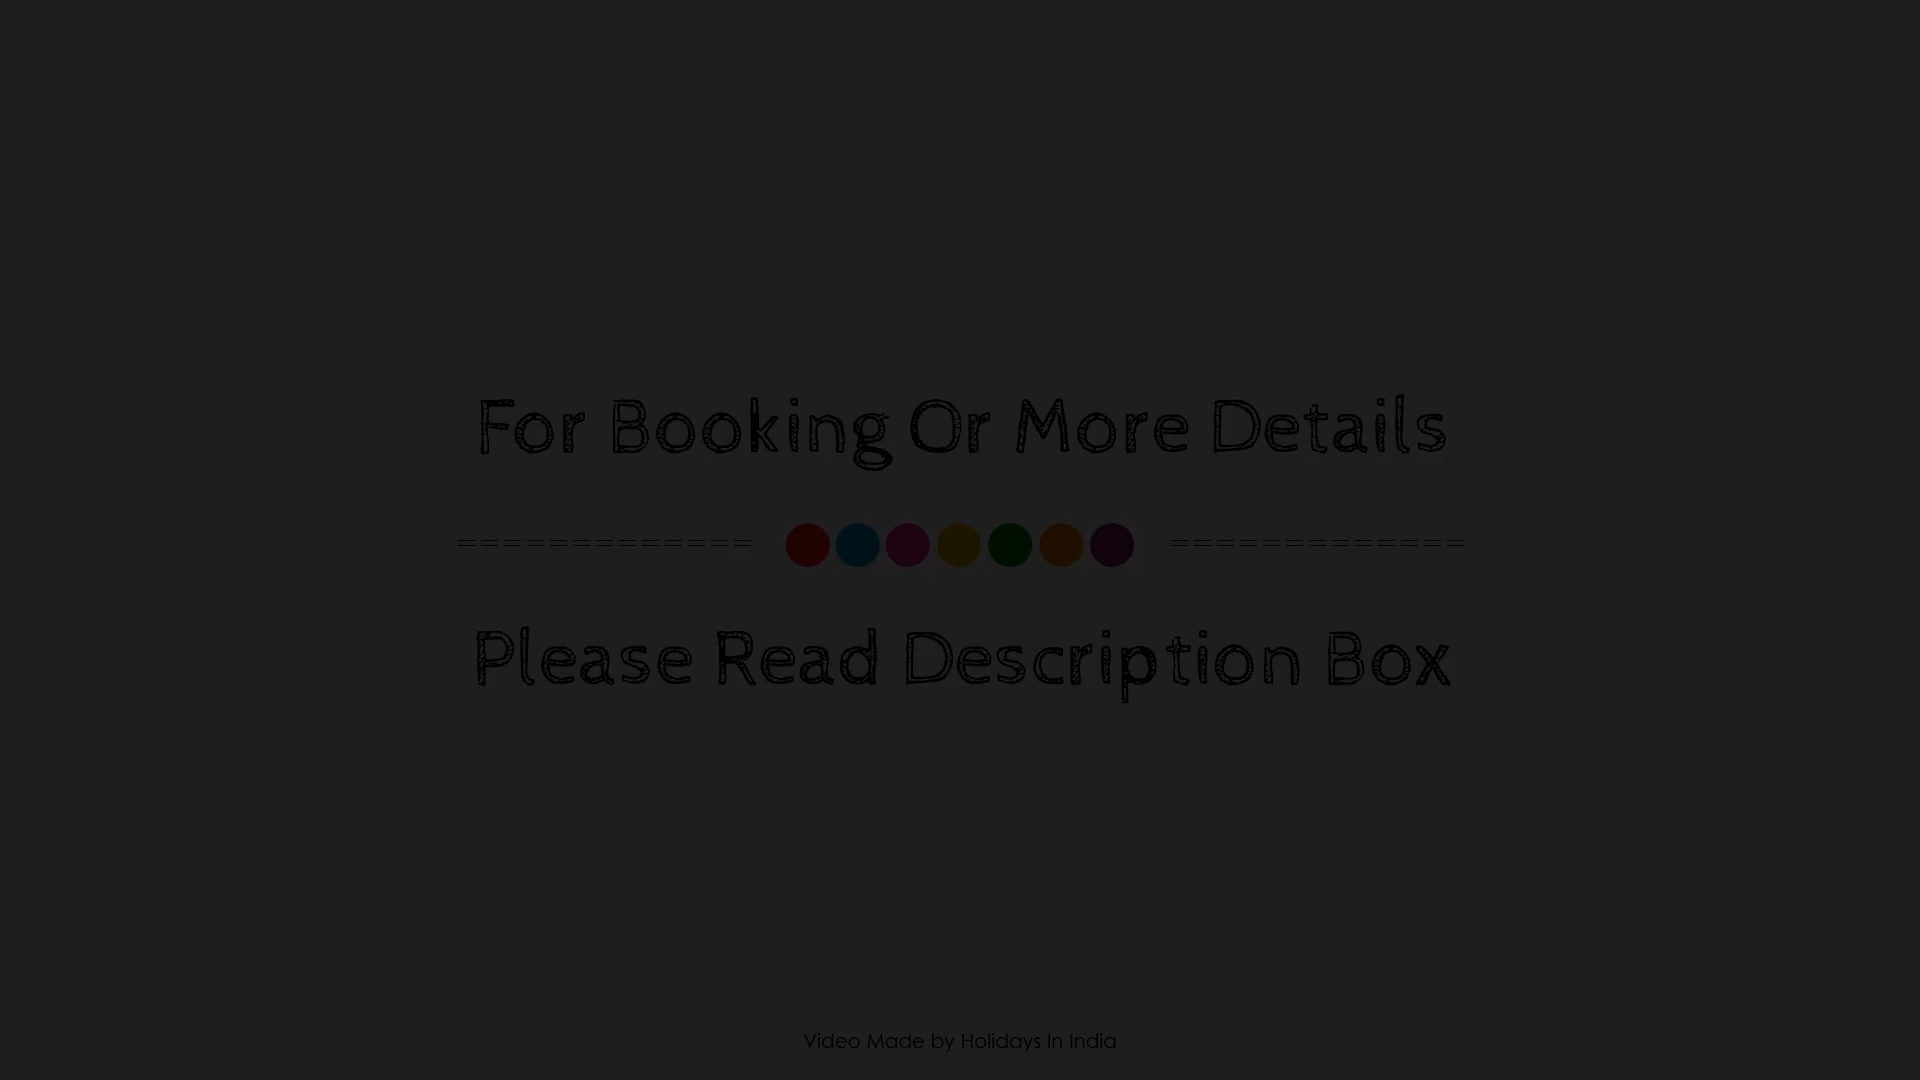 For Booking Or More Details
============= =============
Please Read Description Box
Video Made by Holidays In India